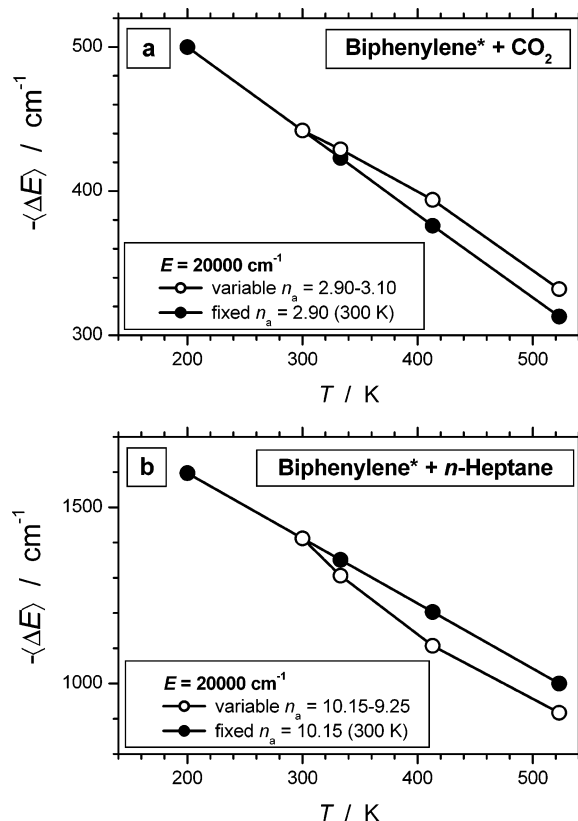 a
Biphenylene* + CO₂
500
400
300
-⟨ΔE⟩ / cm⁻¹
E = 20000 cm⁻¹
variable nₐ = 2.90-3.10
fixed nₐ = 2.90 (300 K)
200 300 400 500
T / K
b
Biphenylene* + n-Heptane
1500
1000
-⟨ΔE⟩ / cm⁻¹
E = 20000 cm⁻¹
variable nₐ = 10.15-9.25
fixed nₐ = 10.15 (300 K)
200 300 400 500
T / K